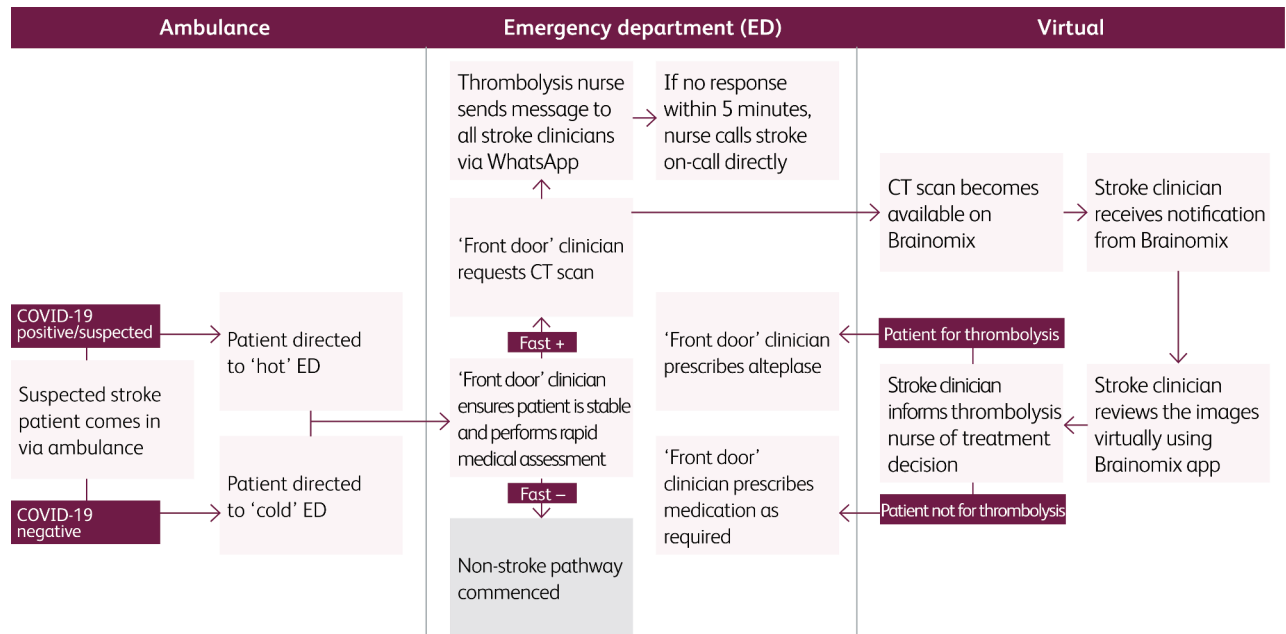 Ambulance
Emergency department (ED)
Virtual
COVID-19
positive/suspected
Suspected stroke
patient comes in
via ambulance
COVID-19
negative
Patient directed
to ‘hot’ ED
Patient directed
to ‘cold’ ED
Thrombolysis nurse
sends message to
all stroke clinicians
via WhatsApp
If no response
within 5 minutes,
nurse calls stroke
on-call directly
‘Front door’ clinician
requests CT scan
Fast +
‘Front door’ clinician
ensures patient is stable
and performs rapid
medical assessment
Fast –
Non-stroke pathway
commenced
‘Front door’ clinician
prescribes alteplase
‘Front door’
clinician prescribes
medication as
required
CT scan becomes
available on
Brainomix
Stroke clinician
receives notification
from Brainomix
Patient for thrombolysis
Stroke clinician
informs thrombolysis
nurse of treatment
decision
Patient not for thrombolysis
Stroke clinician
reviews the images
virtually using
Brainomix app